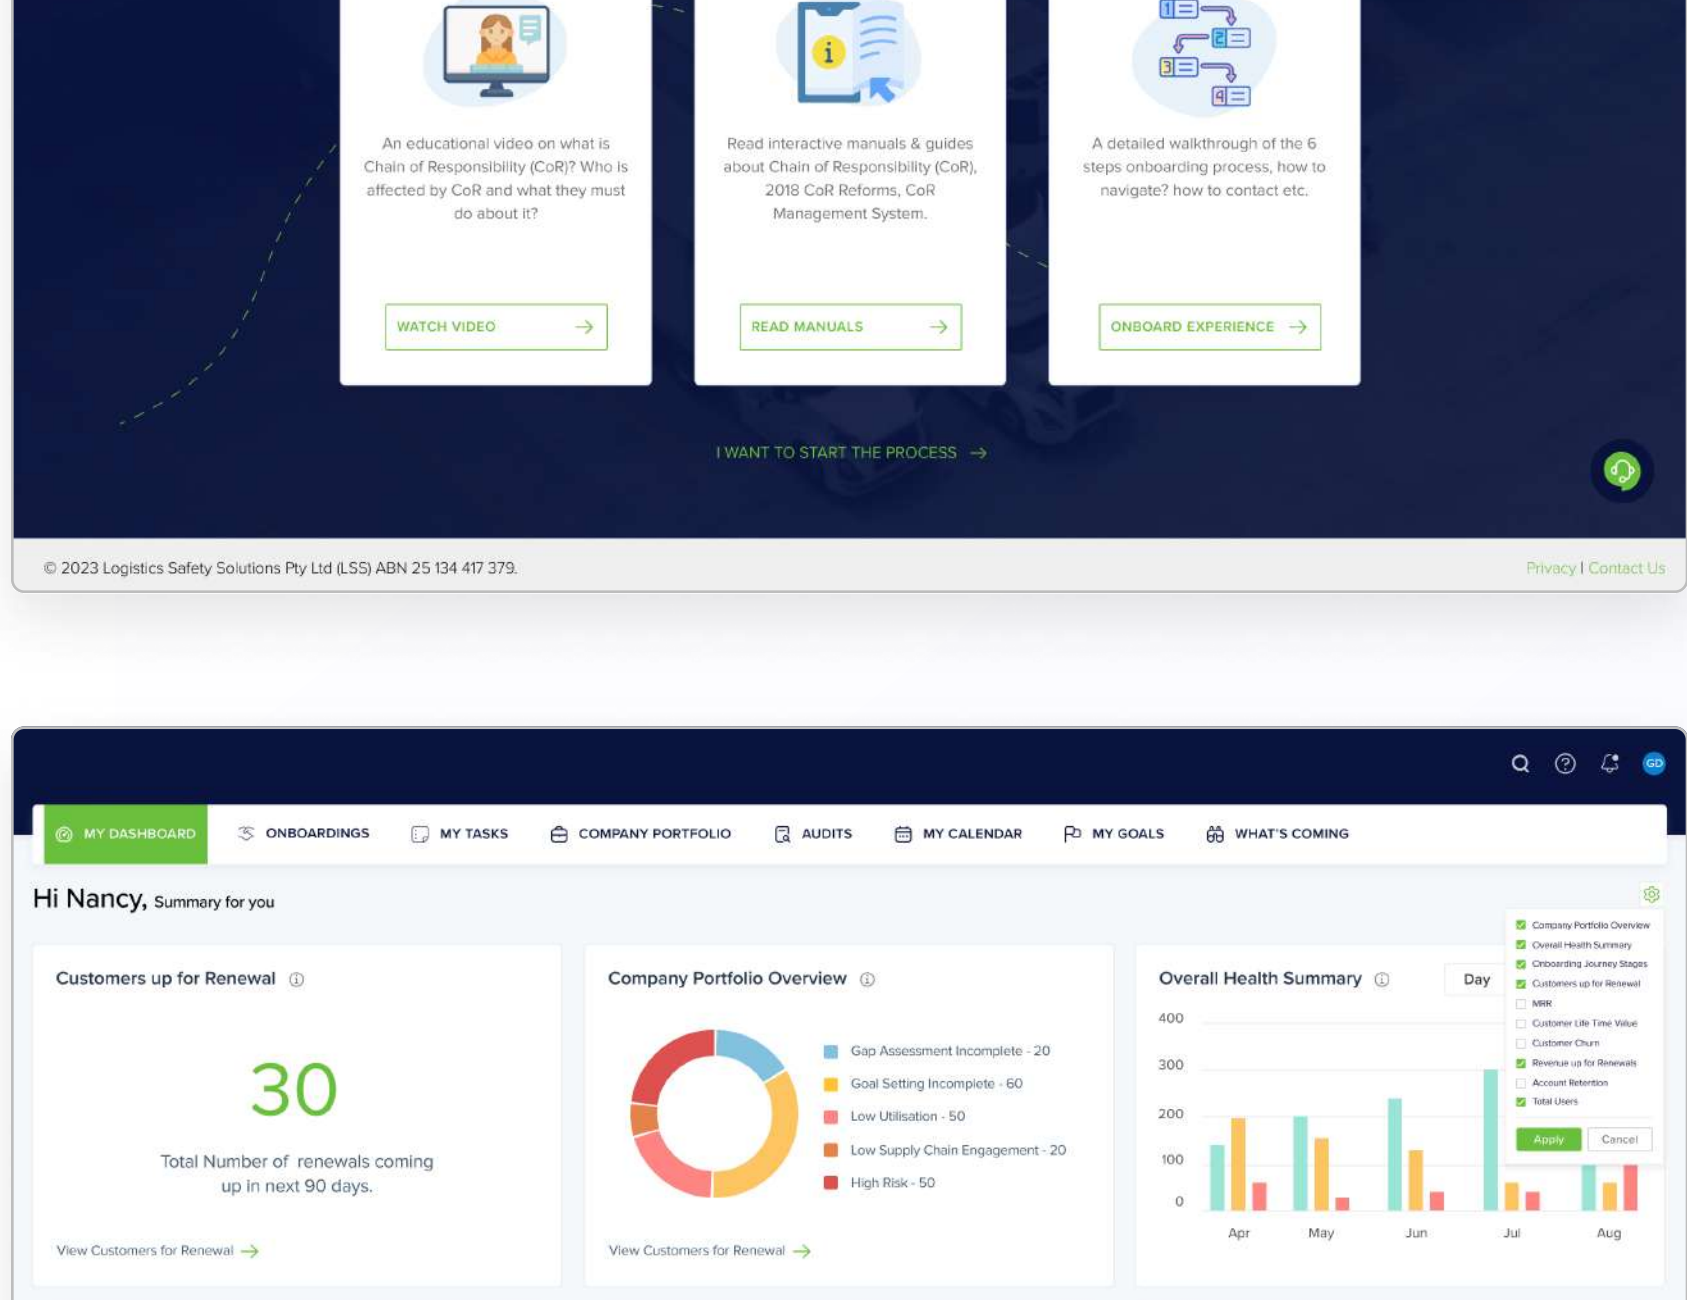 1
2
3
4
i
An educational video on what is
Chain of Responsibility (CoR)? Who is
affected by CoR and what they must
do about it?
WATCH VIDEO
Read interactive manuals & guides
about Chain of Responsibility (CoR),
2018 CoR Reforms, CoR
Management System.
READ MANUALS
A detailed walkthrough of the 6
steps onboarding process, how to
navigate? how to contact etc.
ONBOARD EXPERIENCE
I WANT TO START THE PROCESS
© 2023 Logistics Safety Solutions Pty Ltd (LSS) ABN 25 134 417 379.
Privacy | Contact Us
GD
MY DASHBOARD
ONBOARDINGS
MY TASKS
COMPANY PORTFOLIO
AUDITS
MY CALENDAR
MY GOALS
WHAT'S COMING
Hi Nancy, Summary for you
Customers up for Renewal
30
Total Number of renewals coming
up in next 90 days.
View Customers for Renewal
Company Portfolio Overview
Gap Assessment Incomplete - 20
Goal Setting Incomplete - 60
Low Utilisation - 50
Low Supply Chain Engagement - 20
High Risk - 50
View Customers for Renewal
Overall Health Summary
Day
400
300
200
100
0
Apr May Jun Jul Aug
Company Portfolio Overview
Overall Health Summary
Onboarding Journey Stages
Customers up for Renewal
MRR
Customer Life Time Value
Customer Churn
Revenue up for Renewals
Account Retention
Total Users
Apply
Cancel